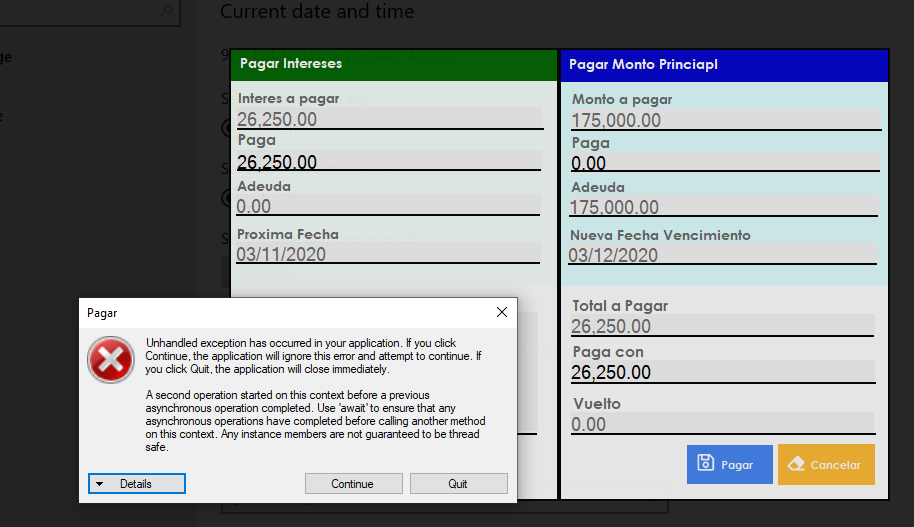 Current date and time
ge
e
Pagar Intereses
Interes a pagar
26,250.00
Paga
26,250.00
Adeuda
0.00
Proxima Fecha
03/11/2020
Pagar Monto Princiapl
Monto a pagar
175,000.00
Paga
0.00
Adeuda
175,000.00
Nueva Fecha Vencimiento
03/12/2020
Total a Pagar
26,250.00
Paga con
26,250.00
Vuelto
0.00
Pagar
Cancelar
Pagar
Unhandled exception has occurred in your application. If you click
Continue, the application will ignore this error and attempt to continue. If
you click Quit, the application will close immediately.
A second operation started on this context before a previous
asynchronous operation completed. Use 'await' to ensure that any
asynchronous operations have completed before calling another method
on this context. Any instance members are not guaranteed to be thread
safe.
Details
Continue
Quit